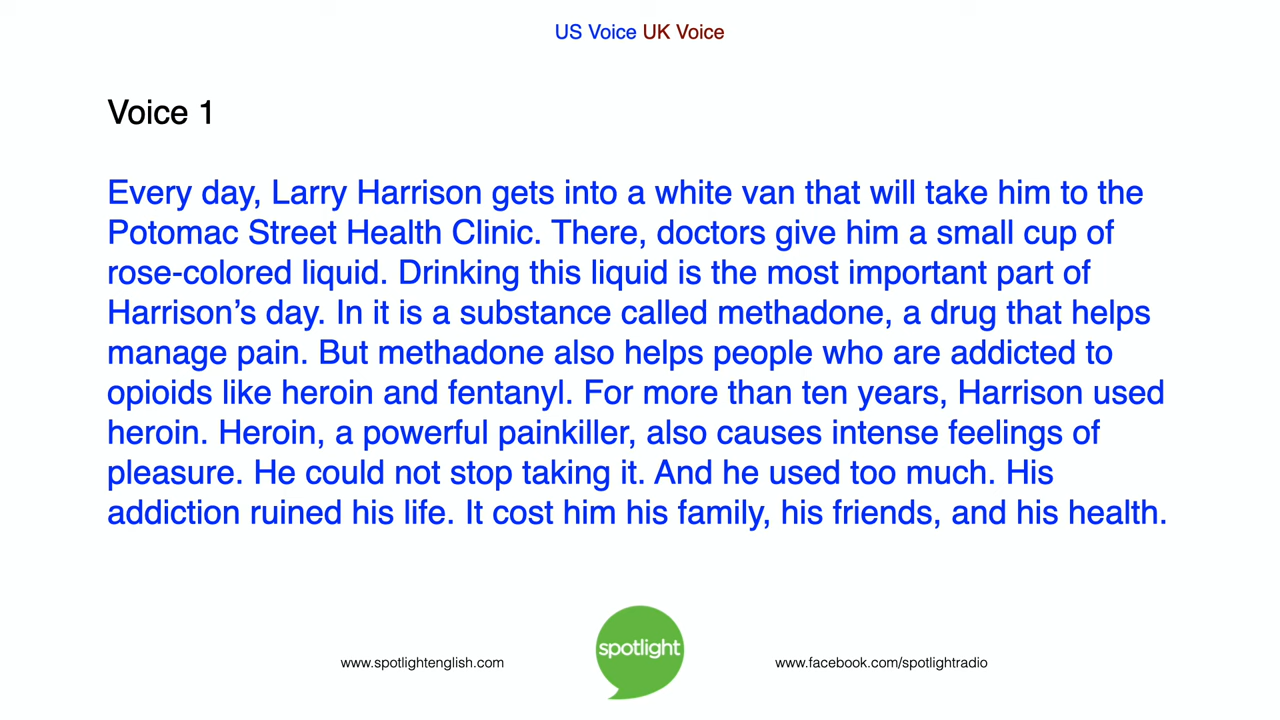 US Voice UK Voice
Voice 1
Every day, Larry Harrison gets into a white van that will take him to the
Potomac Street Health Clinic. There, doctors give him a small cup of
rose-colored liquid. Drinking this liquid is the most important part of
Harrison’s day. In it is a substance called methadone, a drug that helps
manage pain. But methadone also helps people who are addicted to
opioids like heroin and fentanyl. For more than ten years, Harrison used
heroin. Heroin, a powerful painkiller, also causes intense feelings of
pleasure. He could not stop taking it. And he used too much. His
addiction ruined his life. It cost him his family, his friends, and his health.
spotlight
www.spotlightenglish.com
www.facebook.com/spotlightradio